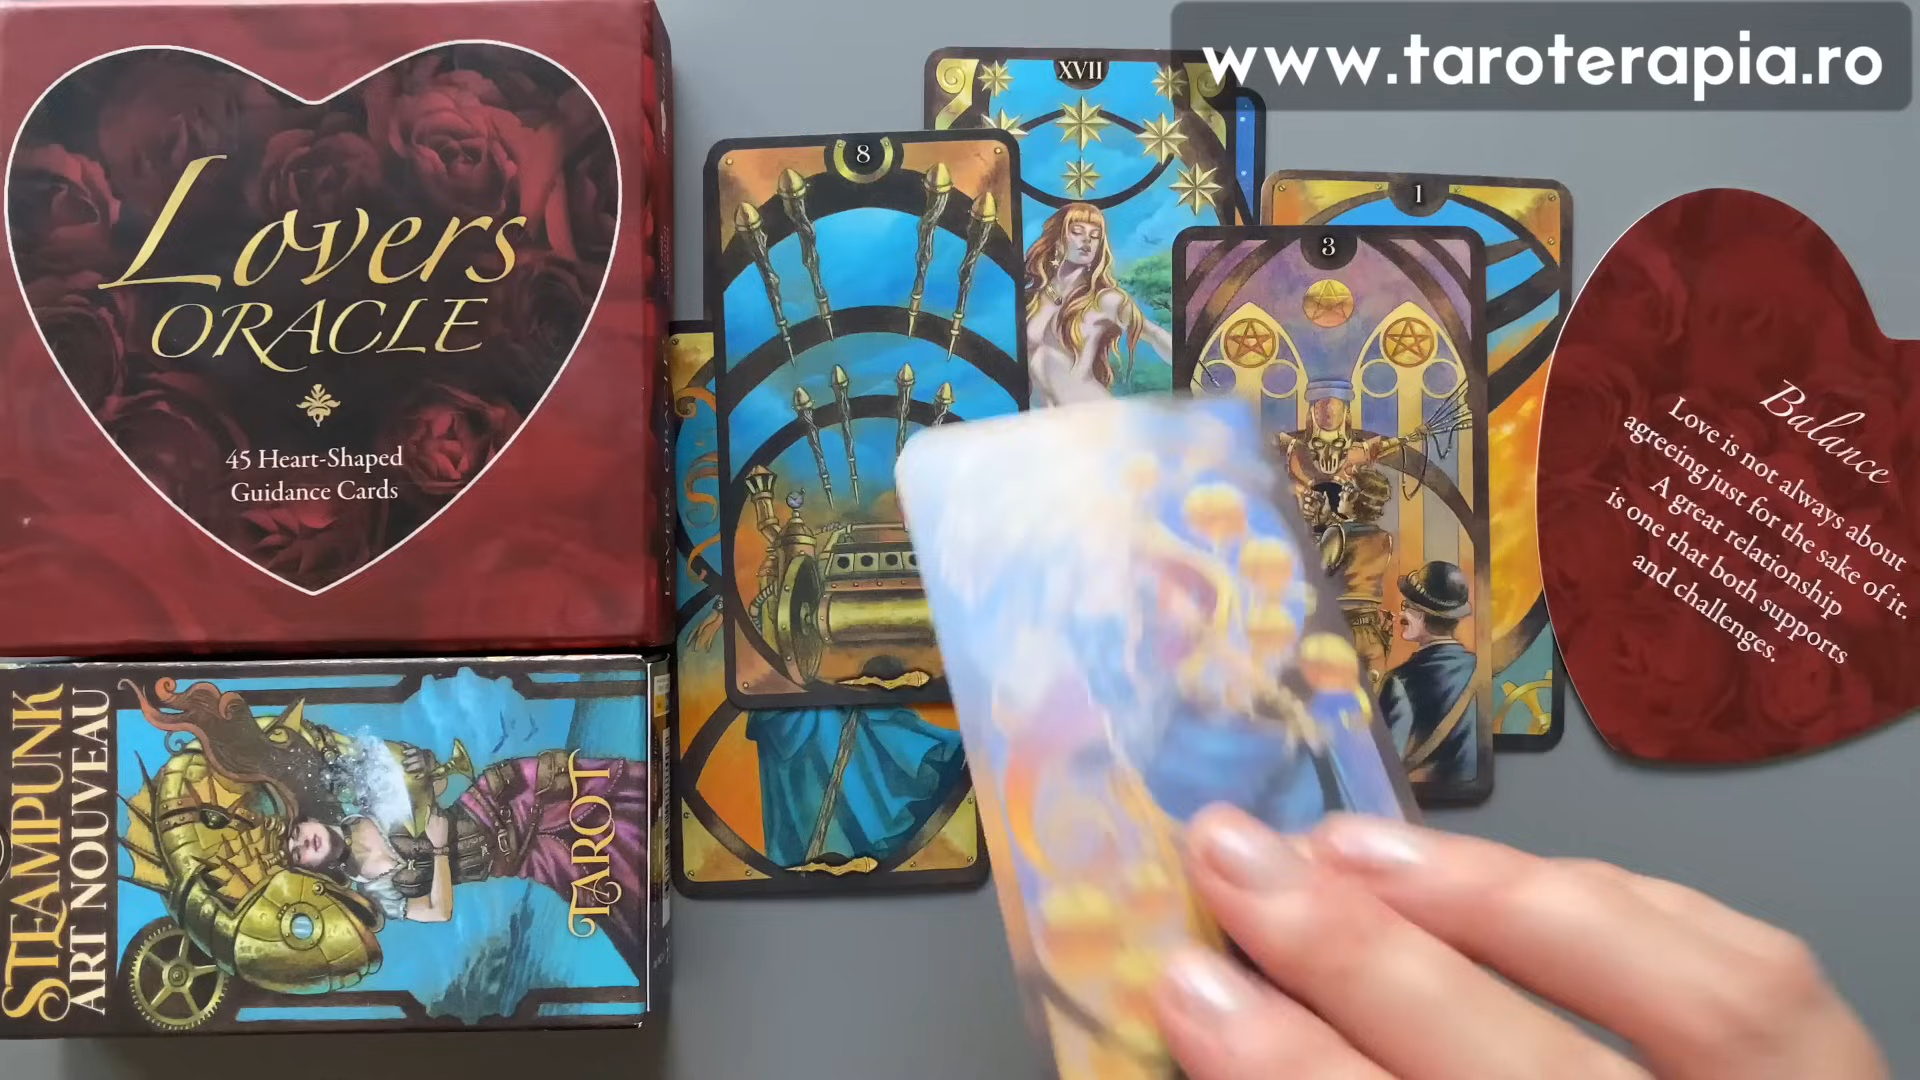 www.taroterapia.ro
Lovers
ORACLE
45 Heart-Shaped
Guidance Cards
STEAMPUNK
ART NOUVEAU
TAROT
8
XVII
1
3
Balance
Love is not always about
agreeing just for the sake of it.
A great relationship
is one that both supports
and challenges.
LOVERS ORACLE